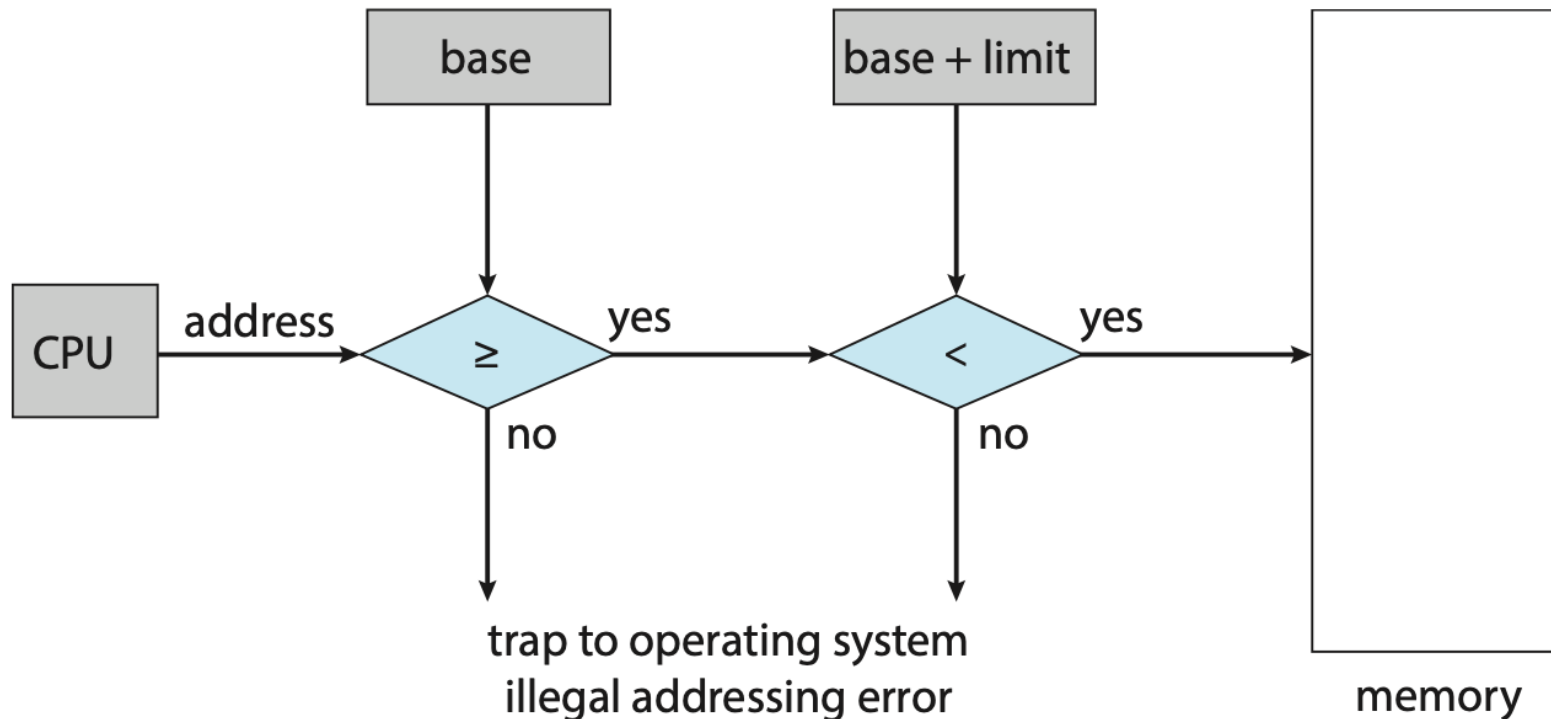 base
base + limit
CPU
address
≥
yes
<
yes
no
no
trap to operating system
illegal addressing error
memory